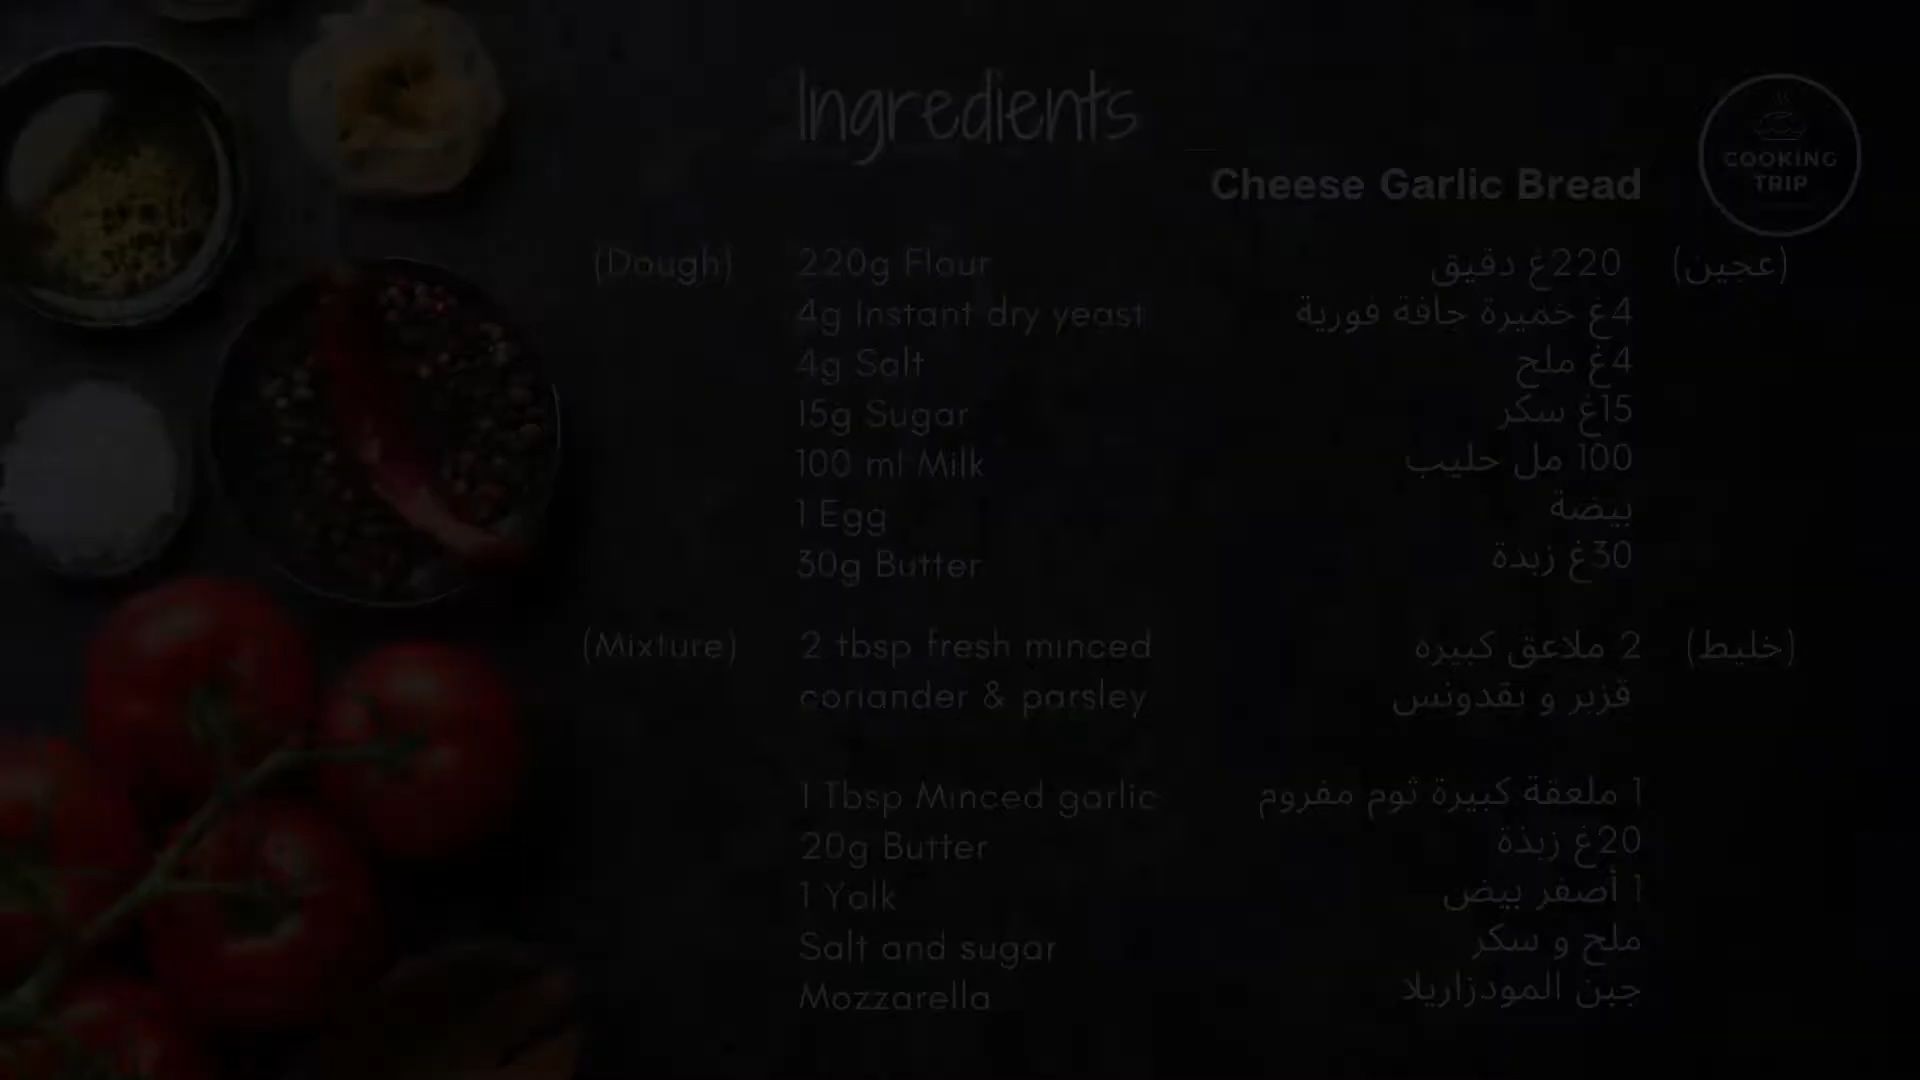 Ingredients
COOKING
TRIP
Cheese Garlic Bread
(Dough) 220g Flour 220غ دقيق (عجين)
4g Instant dry yeast 4غ خميرة جافة فورية
4g Salt 4غ ملح
15g Sugar 15غ سكر
100 ml Milk 100 مل حليب
1 Egg بيضة
30g Butter 30غ زبدة
(Mixture) 2 tbsp fresh minced 2 ملاعق كبيره (خليط)
coriander & parsley قزبر و بقدونس
1 Tbsp Minced garlic 1 ملعقة كبيرة ثوم مفروم
20g Butter 20غ زبذة
1 Yalk 1 أصفر بيض
Salt and sugar ملح و سكر
Mozzarella جبن المودزاريلا